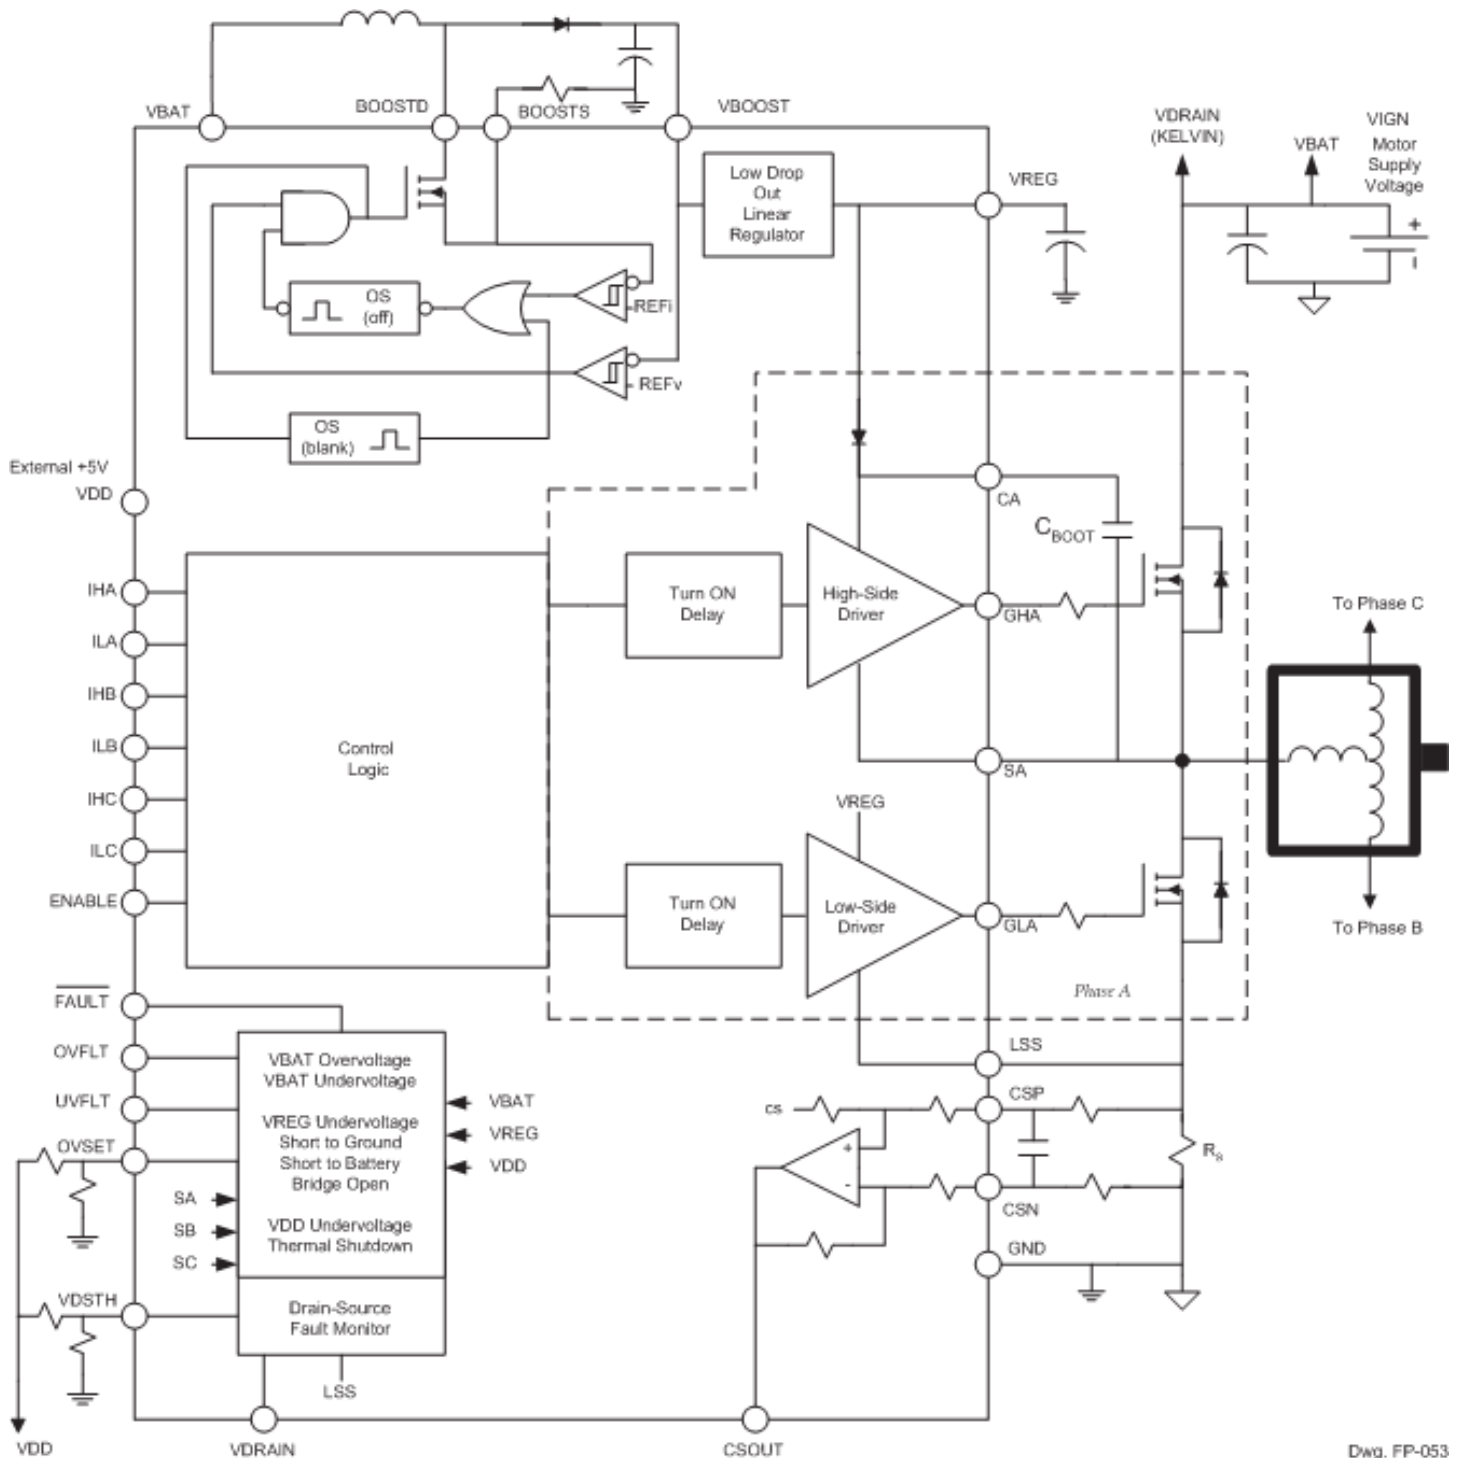 VBAT
BOOSTD
BOOSTS
VBOOST
VDRAIN
(KELVIN)
VBAT
VIGN
Motor
Supply
Voltage
+
-
Low Drop
Out
Linear
Regulator
VREG
OS
(off)
REFi
REFv
OS
(blank)
External +5V
VDD
CA
CBOOT
IHA
ILA
IHB
ILB
IHC
ILC
ENABLE
Control
Logic
Turn ON
Delay
High-Side
Driver
GHA
SA
To Phase C
To Phase B
VREG
Turn ON
Delay
Low-Side
Driver
GLA
Phase A
FAULT
OVFLT
UVFLT
OVSET
VBAT Overvoltage
VBAT Undervoltage
VREG Undervoltage
Short to Ground
Short to Battery
Bridge Open
VDD Undervoltage
Thermal Shutdown
VBAT
VREG
VDD
SA
SB
SC
VDSTH
Drain-Source
Fault Monitor
LSS
LSS
CSP
cs
+
-
Rs
CSN
GND
VDD
VDRAIN
CSOUT
Dwg. FP-053